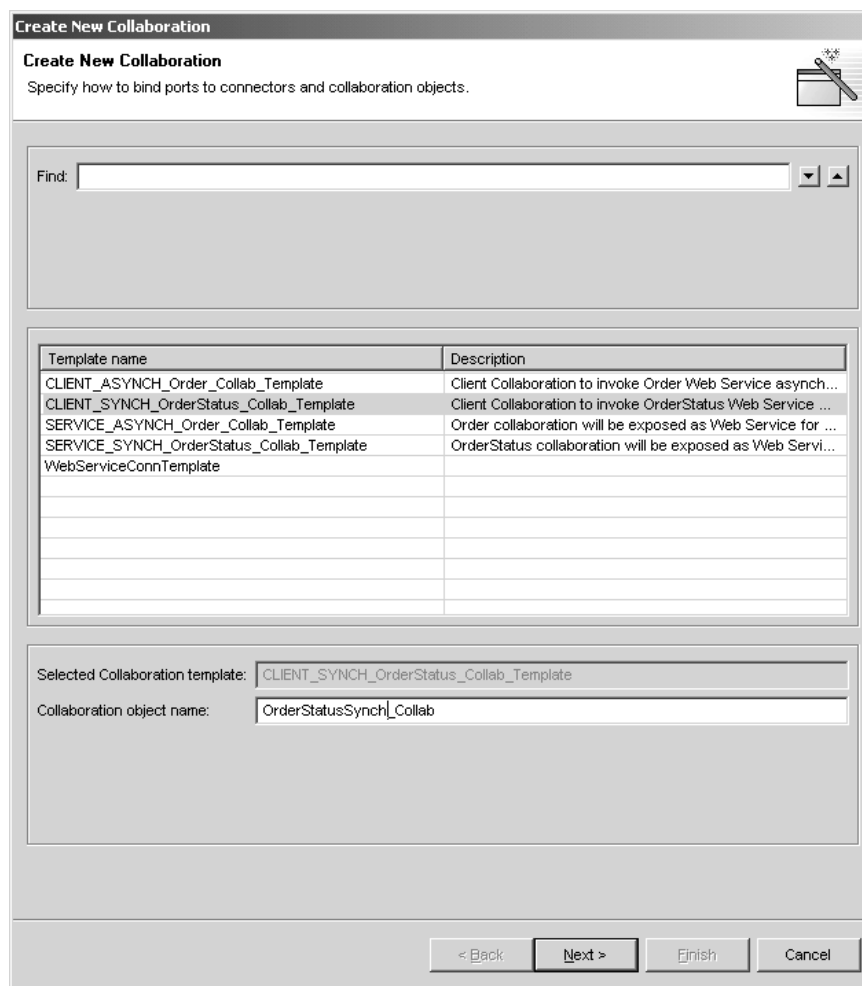 Create New Collaboration
Create New Collaboration
Specify how to bind ports to connectors and collaboration objects.
Find:
Template name Description
CLIENT_ASYNCH_Order_Collab_Template Client Collaboration to invoke Order Web Service asynch...
CLIENT_SYNCH_OrderStatus_Collab_Template Client Collaboration to invoke OrderStatus Web Service ...
SERVICE_ASYNCH_Order_Collab_Template Order collaboration will be exposed as Web Service for ...
SERVICE_SYNCH_OrderStatus_Collab_Template OrderStatus collaboration will be exposed as Web Servi...
WebServiceConnTemplate
Selected Collaboration template: CLIENT_SYNCH_OrderStatus_Collab_Template
Collaboration object name: OrderStatusSynch_Collab
< Back Next > Finish Cancel